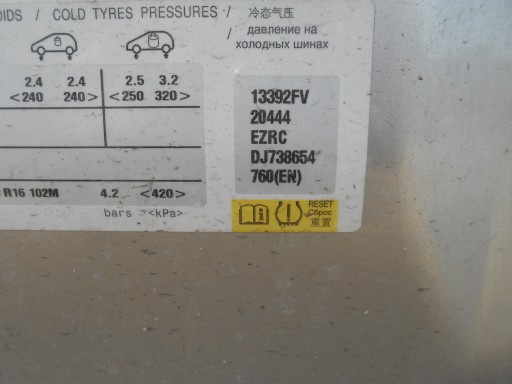 OIDS / COLD TYRES PRESSURES / 冷态气压
/ давление на
холодных шинах
2.4 2.4 2.5 3.2
<240 240> <250 320>
13392FV
20444
EZRC
DJ738654
760(EN)
R16 102M 4.2 <420>
bars <kPa>
RESET
Сброс
重置